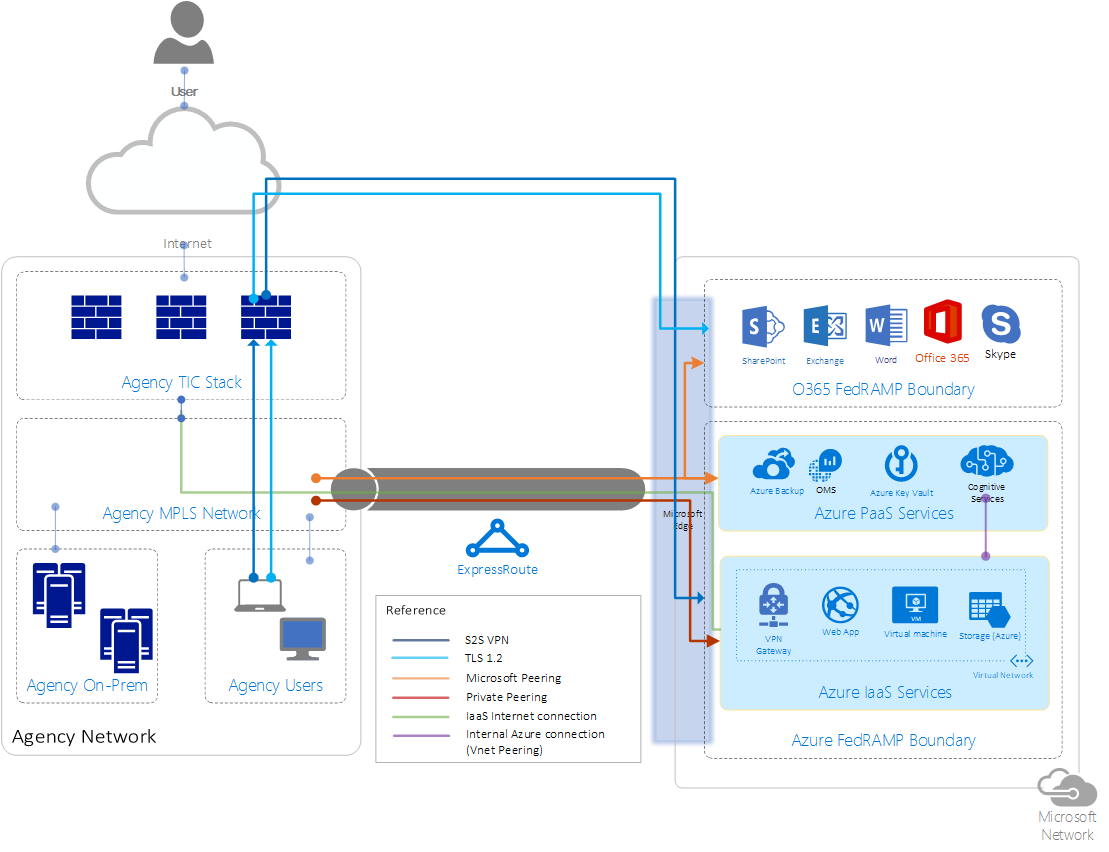 User
Internet
Agency TIC Stack
Agency MPLS Network
Agency On-Prem
Agency Users
Agency Network
ExpressRoute
Reference
S2S VPN
TLS 1.2
Microsoft Peering
Private Peering
IaaS Internet connection
Internal Azure connection
(Vnet Peering)
Microsoft
Edge
S
SharePoint
E
Exchange
W
Word
Office 365
S
Skype
O365 FedRAMP Boundary
Azure Backup
OMS
Azure Key Vault
Cognitive
Services
Azure PaaS Services
VPN
Gateway
Web App
VM
Virtual machine
Storage (Azure)
Virtual Network
Azure IaaS Services
Azure FedRAMP Boundary
Microsoft
Network